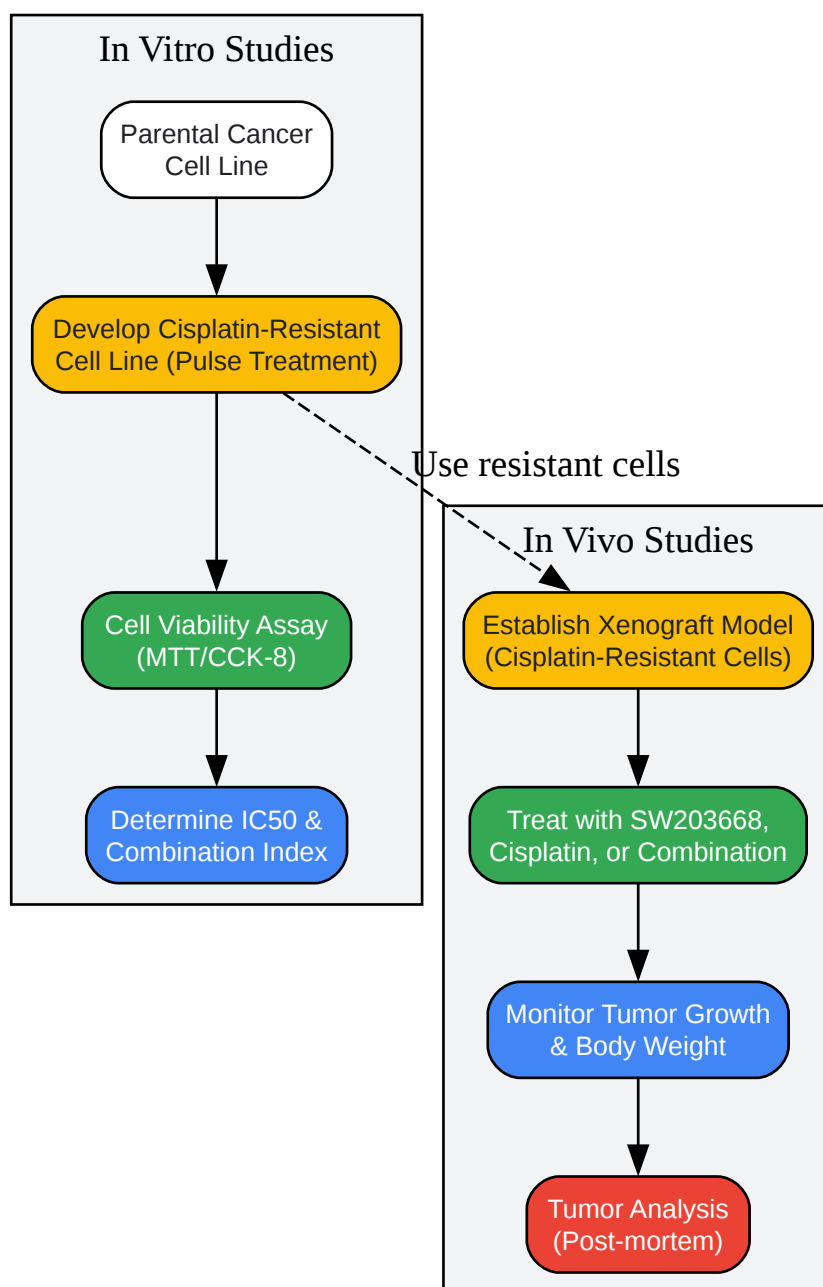 In Vitro Studies
Parental Cancer
Cell Line
Develop Cisplatin-Resistant
Cell Line (Pulse Treatment)
Use resistant cells
In Vivo Studies
Cell Viability Assay
(MTT/CCK-8)
Establish Xenograft Model
(Cisplatin-Resistant Cells)
Determine IC50 &
Combination Index
Treat with SW203668,
Cisplatin, or Combination
Monitor Tumor Growth
& Body Weight
Tumor Analysis
(Post-mortem)